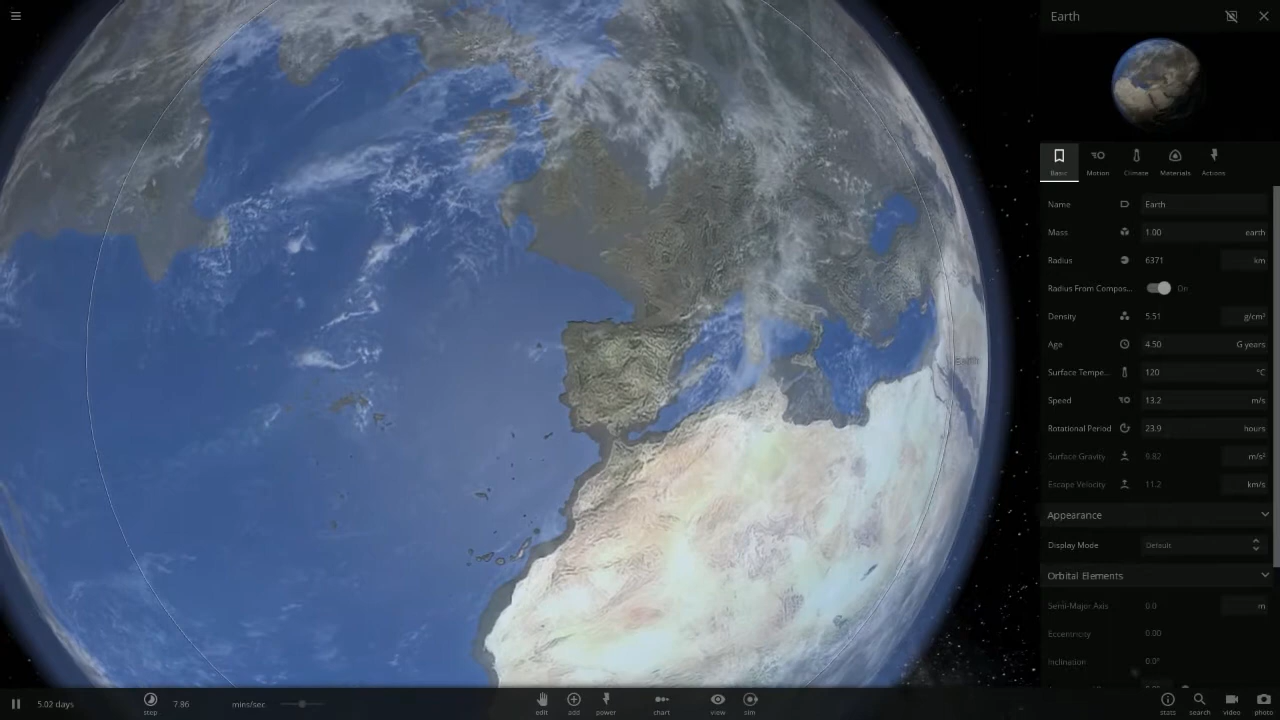 Earth
Basic Motion Climate Materials Actions
Name Earth
Mass 1.00 earth
Radius 6371 km
Radius From Compos... On
Density 5.51 g/cm³
Age 4.50 G years
Surface Tempe... 120 °C
Speed 13.2 m/s
Rotational Period 23.9 hours
Surface Gravity 9.82 m/s²
Escape Velocity 11.2 km/s
Appearance
Display Mode Default
Orbital Elements
Semi-Major Axis 0.0 m
Eccentricity 0.00
Inclination 0.0°
Earth
5.02 days step 7.86 mins/sec edit add power chart view sim stats search video photo